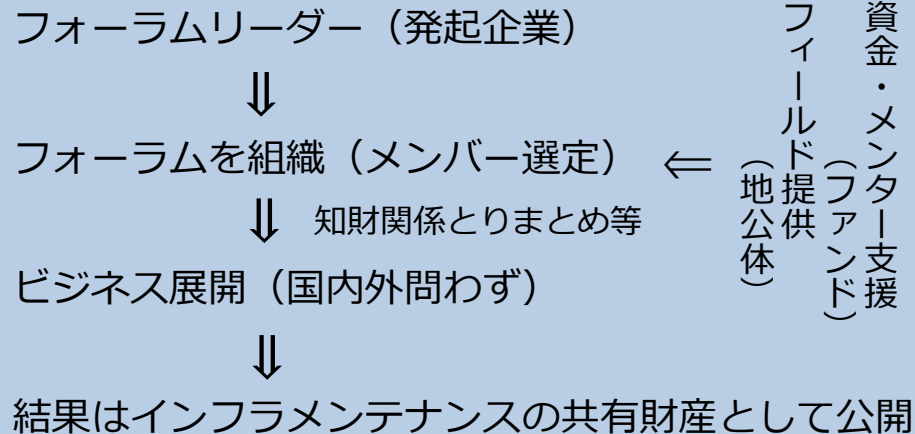 フォーラムリーダー（発起企業）
⇓
フォーラムを組織（メンバー選定）
⇐
資金・メンター支援
（ファンド）
フィールド提供
（地公体）
⇓ 知財関係とりまとめ等
ビジネス展開（国内外問わず）
⇓
結果はインフラメンテナンスの共有財産として公開